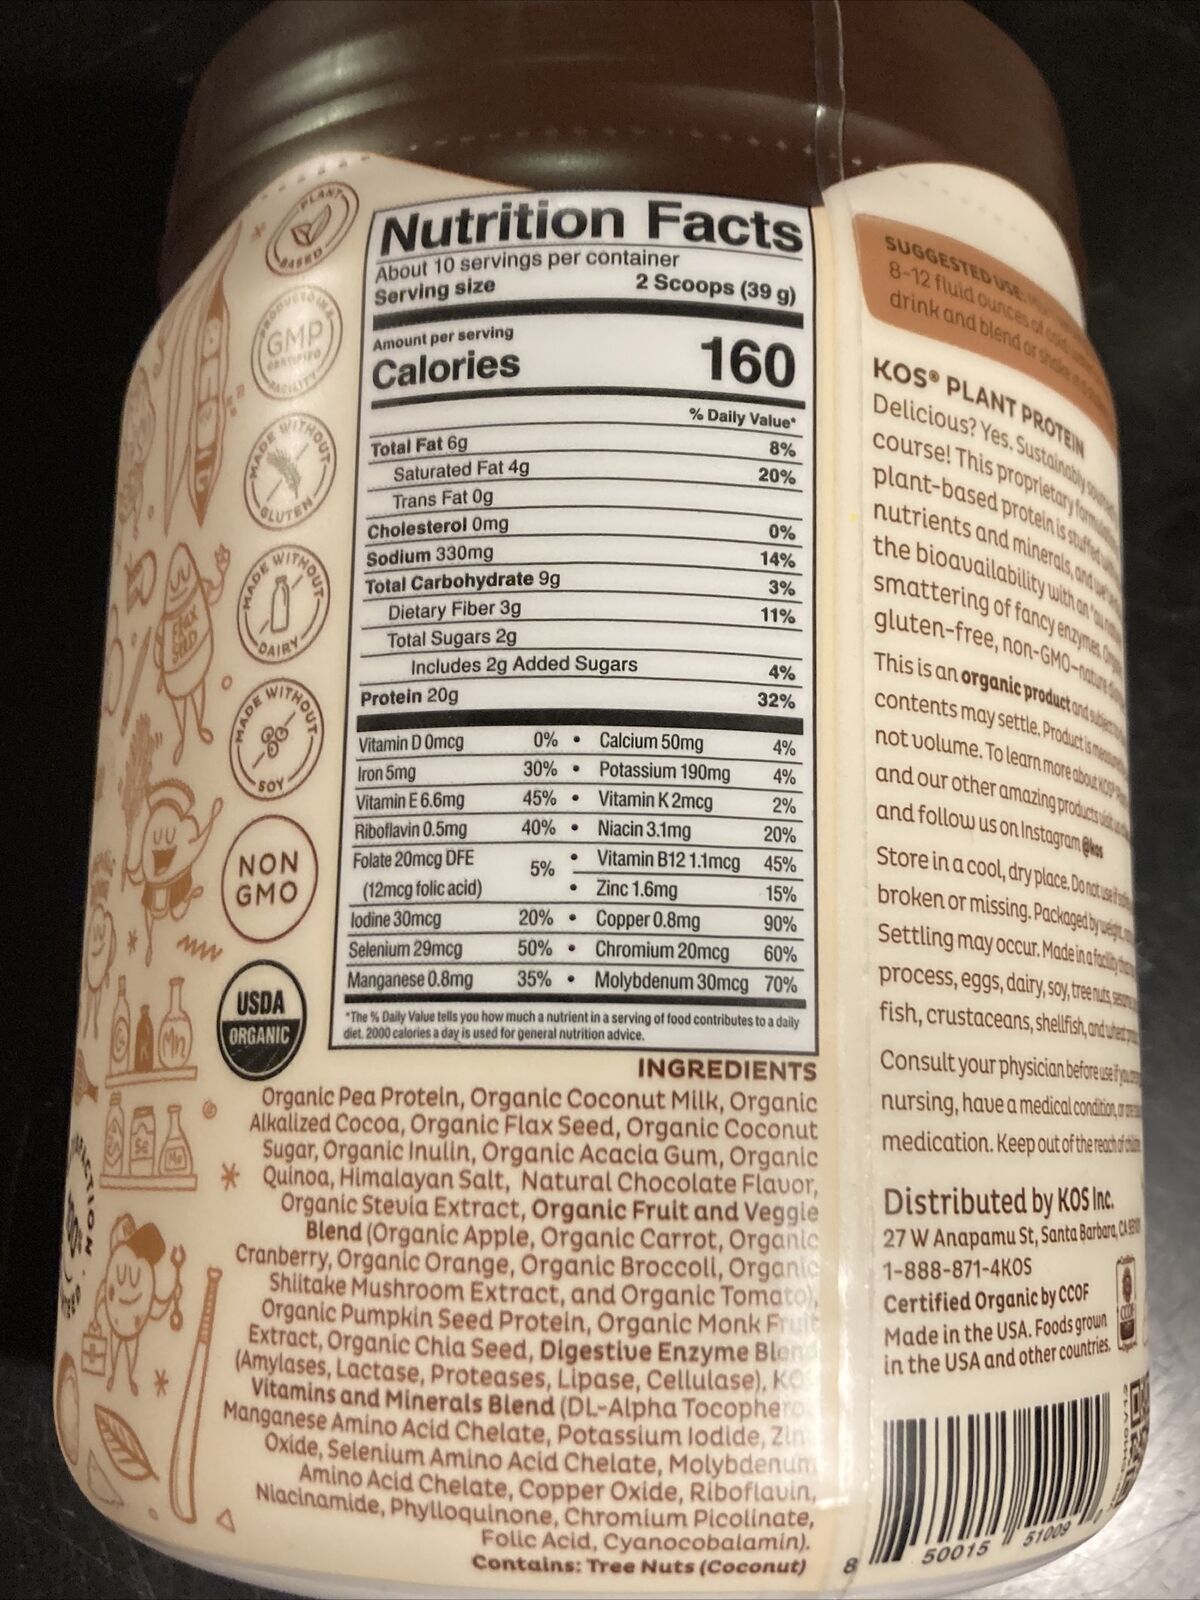 PLANT
BASED
PRODUCED IN A
GMP
CERTIFIED
FACILITY
MADE WITHOUT
GLUTEN
MADE WITHOUT
DAIRY
MADE WITHOUT
SOY
NON
GMO
USDA
ORGANIC
Nutrition Facts
About 10 servings per container
Serving size 2 Scoops (39 g)
Amount per serving
Calories 160
% Daily Value*
Total Fat 6g 8%
Saturated Fat 4g 20%
Trans Fat 0g
Cholesterol 0mg 0%
Sodium 330mg 14%
Total Carbohydrate 9g 3%
Dietary Fiber 3g 11%
Total Sugars 2g
Includes 2g Added Sugars 4%
Protein 20g 32%
Vitamin D 0mcg 0% • Calcium 50mg 4%
Iron 5mg 30% • Potassium 190mg 4%
Vitamin E 6.6mg 45% • Vitamin K 2mcg 2%
Riboflavin 0.5mg 40% • Niacin 3.1mg 20%
Folate 20mcg DFE 5% • Vitamin B12 1.1mcg 45%
(12mcg folic acid) • Zinc 1.6mg 15%
Iodine 30mcg 20% • Copper 0.8mg 90%
Selenium 29mcg 50% • Chromium 20mcg 60%
Manganese 0.8mg 35% • Molybdenum 30mcg 70%
*The % Daily Value tells you how much a nutrient in a serving of food contributes to a daily
diet. 2000 calories a day is used for general nutrition advice.
INGREDIENTS
Organic Pea Protein, Organic Coconut Milk, Organic
Alkalized Cocoa, Organic Flax Seed, Organic Coconut
Sugar, Organic Inulin, Organic Acacia Gum, Organic
Quinoa, Himalayan Salt, Natural Chocolate Flavor,
Organic Stevia Extract, Organic Fruit and Veggie
Blend (Organic Apple, Organic Carrot, Organic
Cranberry, Organic Orange, Organic Broccoli, Organic
Shiitake Mushroom Extract, and Organic Tomato),
Organic Pumpkin Seed Protein, Organic Monk Fruit
Extract, Organic Chia Seed, Digestive Enzyme Blend
(Amylases, Lactase, Proteases, Lipase, Cellulase), KOS
Vitamins and Minerals Blend (DL-Alpha Tocopherol,
Manganese Amino Acid Chelate, Potassium Iodide, Zinc
Oxide, Selenium Amino Acid Chelate, Molybdenum
Amino Acid Chelate, Copper Oxide, Riboflavin,
Niacinamide, Phylloquinone, Chromium Picolinate,
Folic Acid, Cyanocobalamin).
Contains: Tree Nuts (Coconut)
SUGGESTED USE:
8-12 fluid ounces of cold
drink and blend or shake
KOS® PLANT PROTEIN
Delicious? Yes. Sustainably
course! This proprietary
plant-based protein is stuffed
nutrients and minerals, and
the bioavailability with an
smattering of fancy enzymes.
gluten-free, non-GMO-nature
This is an organic product and
contents may settle. Product is
not volume. To learn more about KOS®
and our other amazing products visit
and follow us on Instagram @kos
Store in a cool, dry place. Do not use if
broken or missing. Packaged by weight,
Settling may occur. Made in a facility
process, eggs, dairy, soy, tree nuts,
fish, crustaceans, shellfish, and wheat
Consult your physician before use if
nursing, have a medical condition, or
medication. Keep out of the reach of
Distributed by KOS Inc.
27 W Anapamu St, Santa Barbara, CA
1-888-871-4KOS
Certified Organic by CCOF
Made in the USA. Foods grown
in the USA and other countries.
CCOF
8 50015 51009
Flax
Seed
Mn
Se